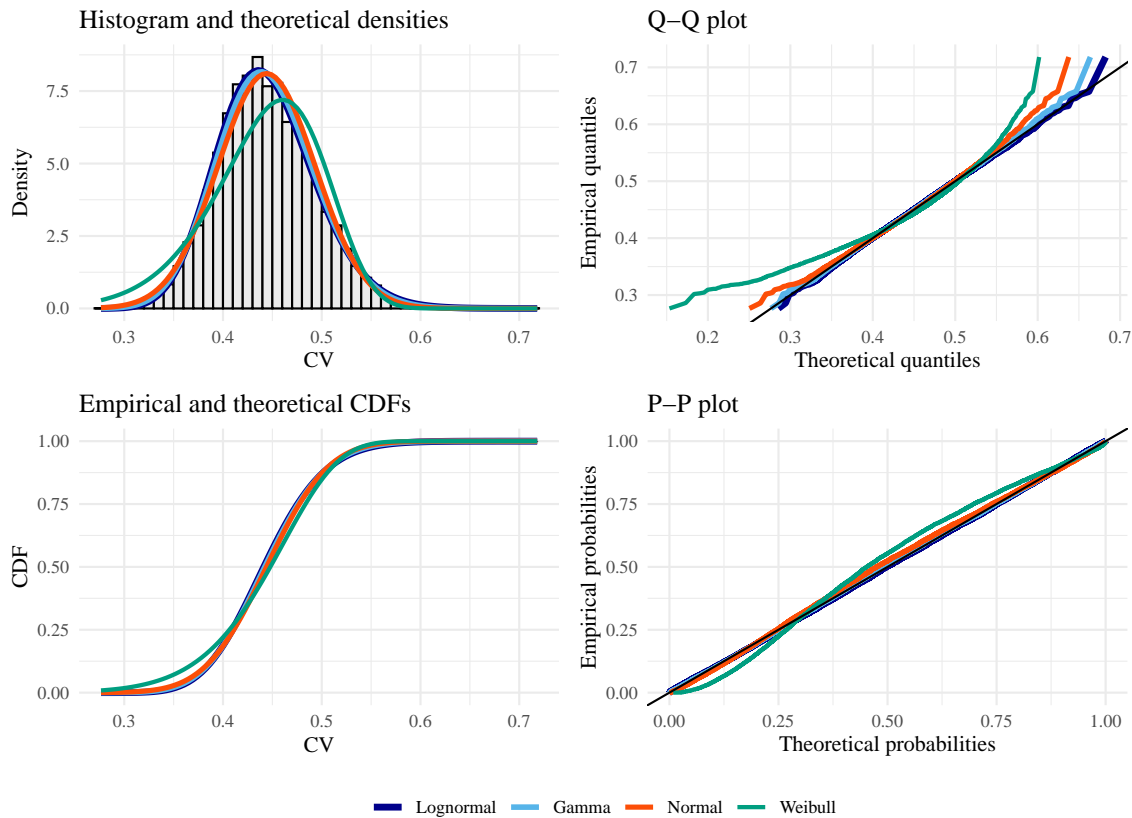 Histogram and theoretical densities
Density
7.5
5.0
2.5
0.0
0.3 0.4 0.5 0.6 0.7
CV
Q–Q plot
Empirical quantiles
0.7
0.6
0.5
0.4
0.3
0.2 0.3 0.4 0.5 0.6 0.7
Theoretical quantiles
Empirical and theoretical CDFs
CDF
1.00
0.75
0.50
0.25
0.00
0.3 0.4 0.5 0.6 0.7
CV
P–P plot
Empirical probabilities
1.00
0.75
0.50
0.25
0.00
0.00 0.25 0.50 0.75 1.00
Theoretical probabilities
Lognormal Gamma Normal Weibull